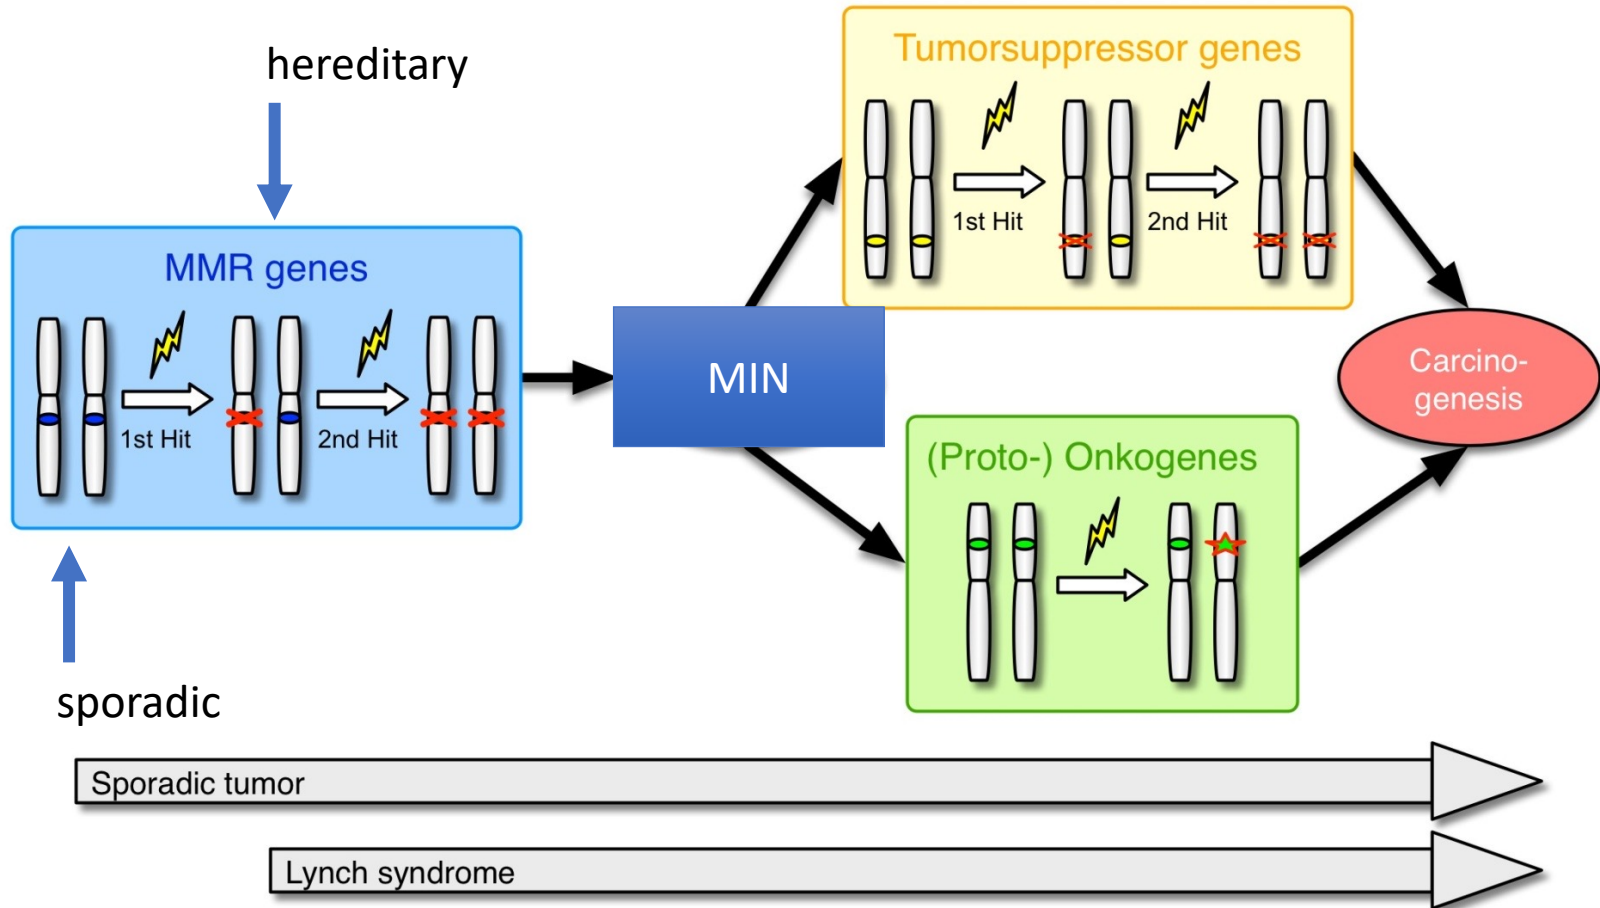 hereditary
Tumorsuppressor genes
1st Hit
2nd Hit
MMR genes
1st Hit
2nd Hit
MIN
Carcino-
genesis
(Proto-) Onkogenes
sporadic
Sporadic tumor
Lynch syndrome